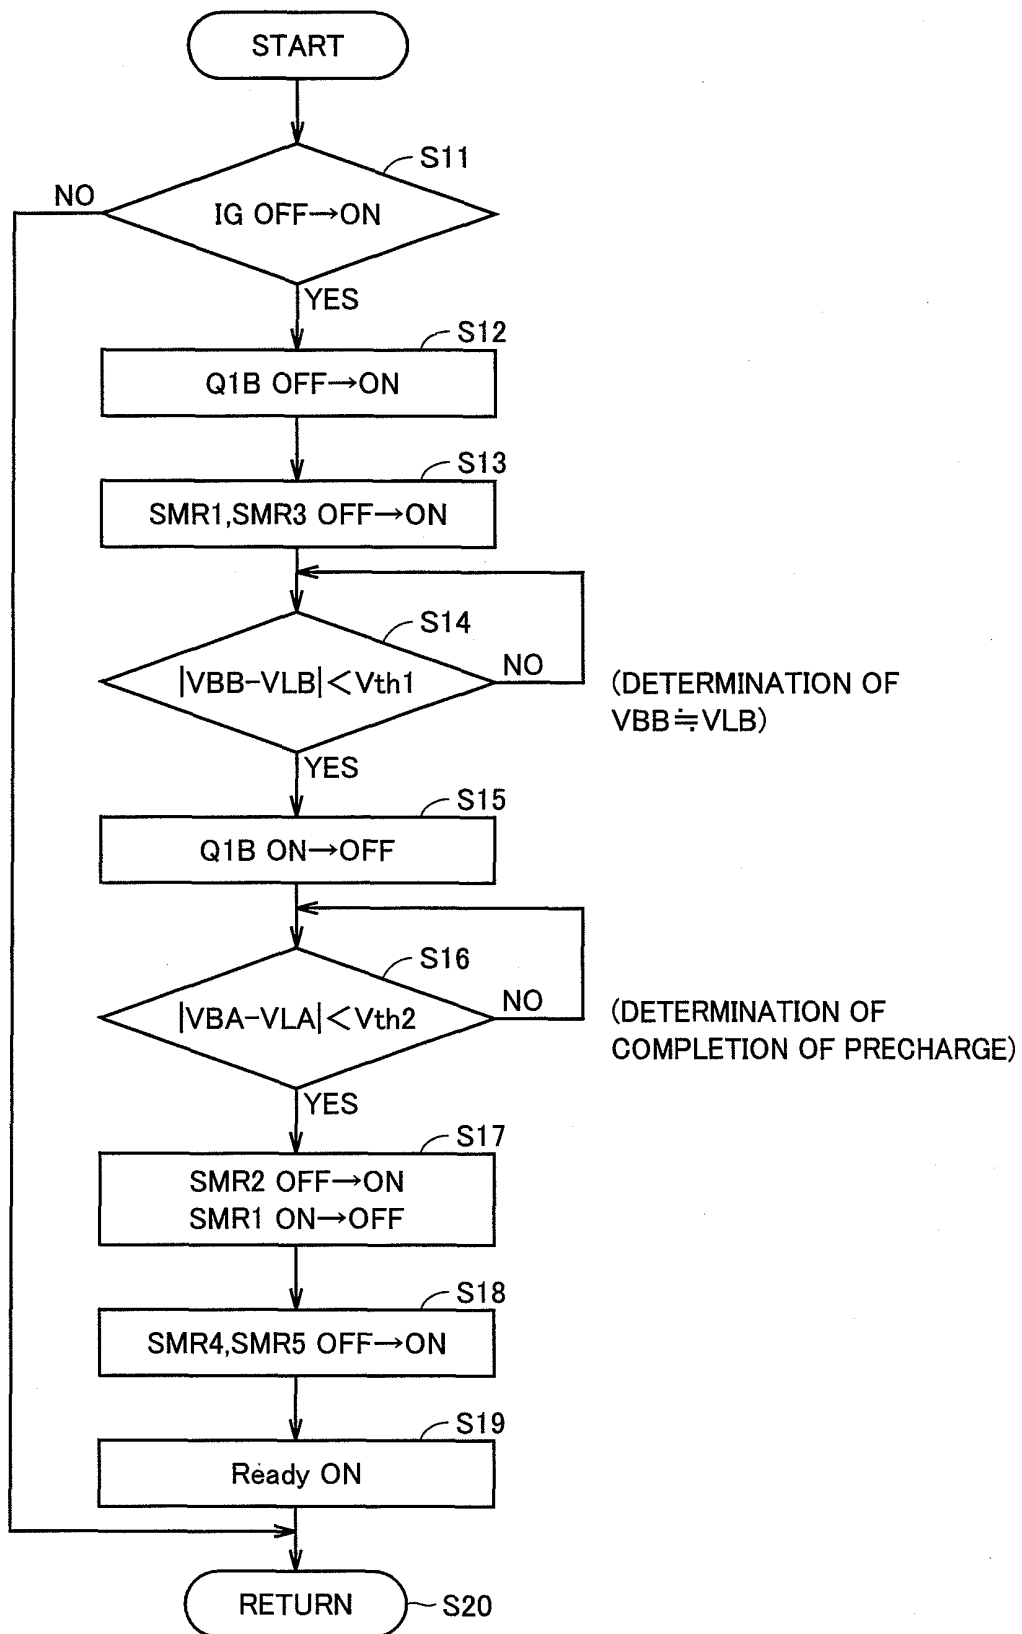 START
S11
NO
IG OFF→ON
YES
S12
Q1B OFF→ON
S13
SMR1,SMR3 OFF→ON
S14
|VBB-VLB|<Vth1
NO
(DETERMINATION OF
VBB≒VLB)
YES
S15
Q1B ON→OFF
S16
|VBA-VLA|<Vth2
NO
(DETERMINATION OF
COMPLETION OF PRECHARGE)
YES
S17
SMR2 OFF→ON
SMR1 ON→OFF
S18
SMR4,SMR5 OFF→ON
S19
Ready ON
RETURN
S20